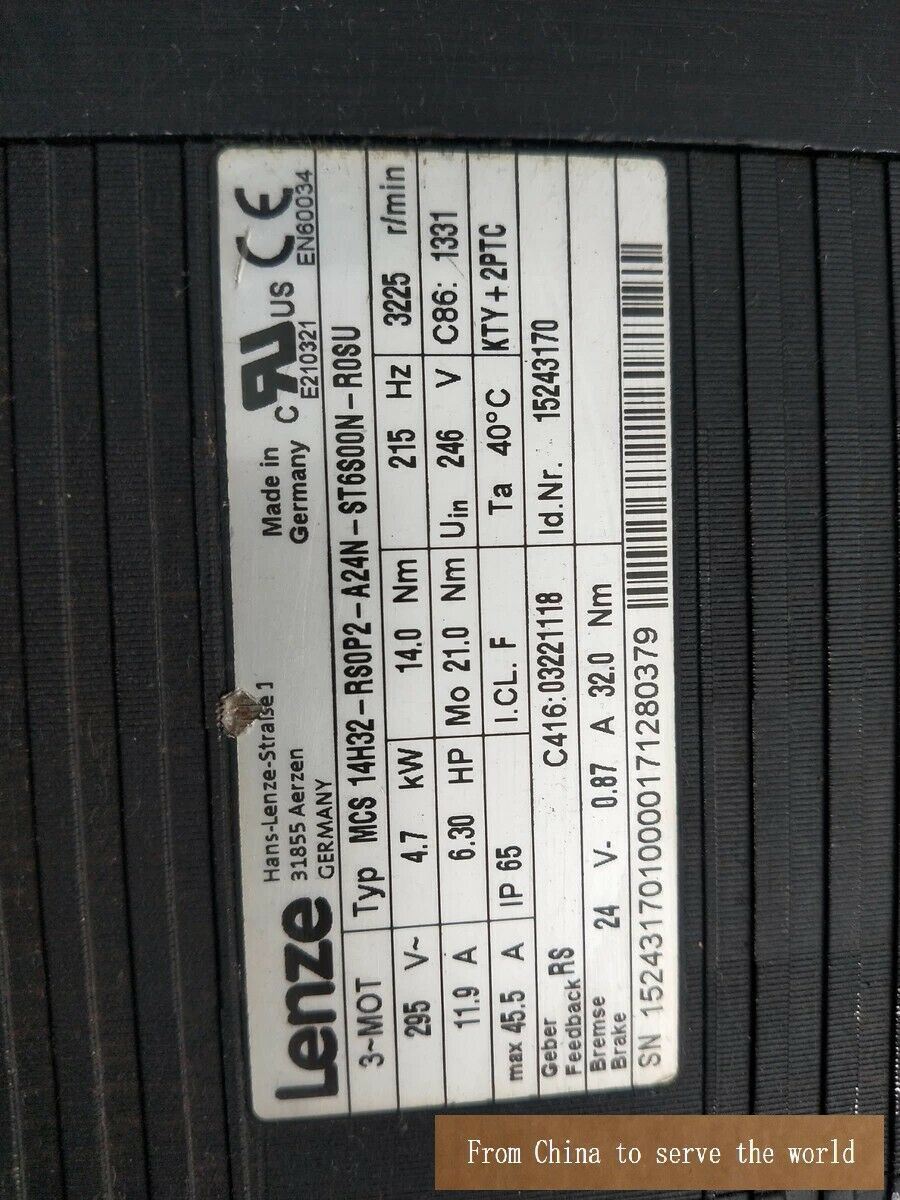 Lenze
Hans-Lenze-Straße 1
31855 Aerzen
GERMANY
Made in
Germany
C US
E210321
CE
EN60034
3~MOT Typ MCS 14H32-RS0P2-A24N-ST6S00N-R0SU
295 V~ 4.7 kW 14.0 Nm 215 Hz 3225 r/min
11.9 A 6.30 HP Mo 21.0 Nm Uin 246 V C86: 1331
max 45.5 A IP 65 I.CL. F Ta 40°C KTY+2PTC
Geber
Feedback RS C416:03221118 Id.Nr. 15243170
Bremse
Brake 24 V- 0.87 A 32.0 Nm
SN 1524317010000171280379
From China to serve the world